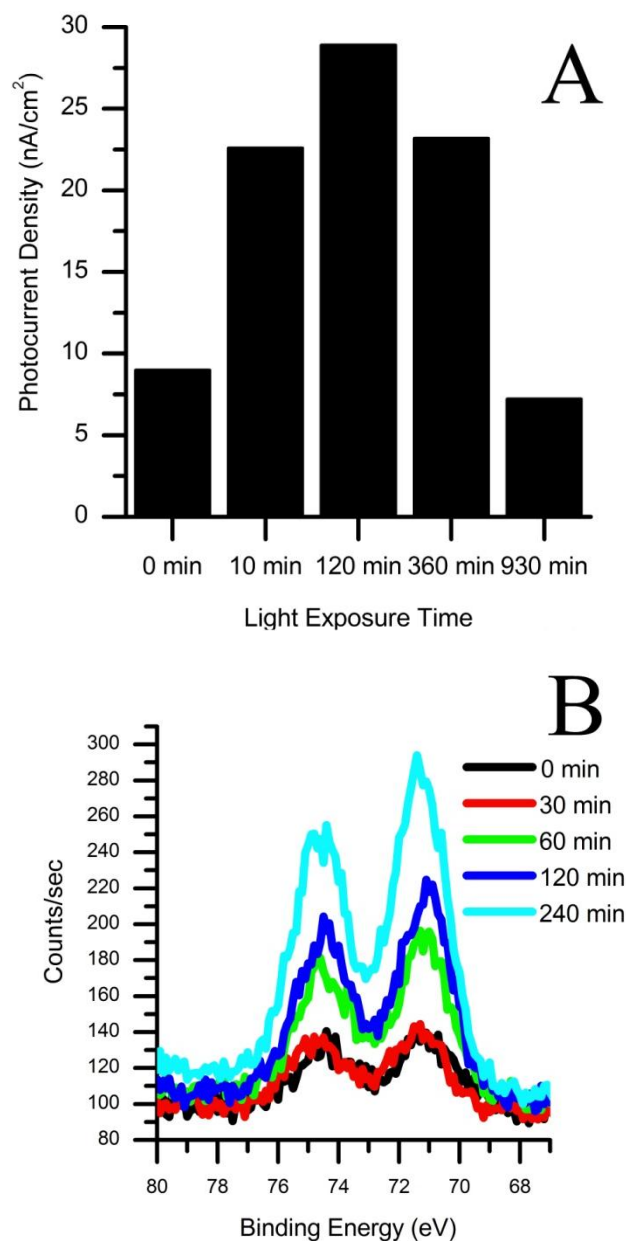 A
Photocurrent Density (nA/cm²)
30
25
20
15
10
5
0
0 min 10 min 120 min 360 min 930 min
Light Exposure Time
B
Counts/sec
300
280
260
240
220
200
180
160
140
120
100
80
0 min
30 min
60 min
120 min
240 min
80 78 76 74 72 70 68
Binding Energy (eV)